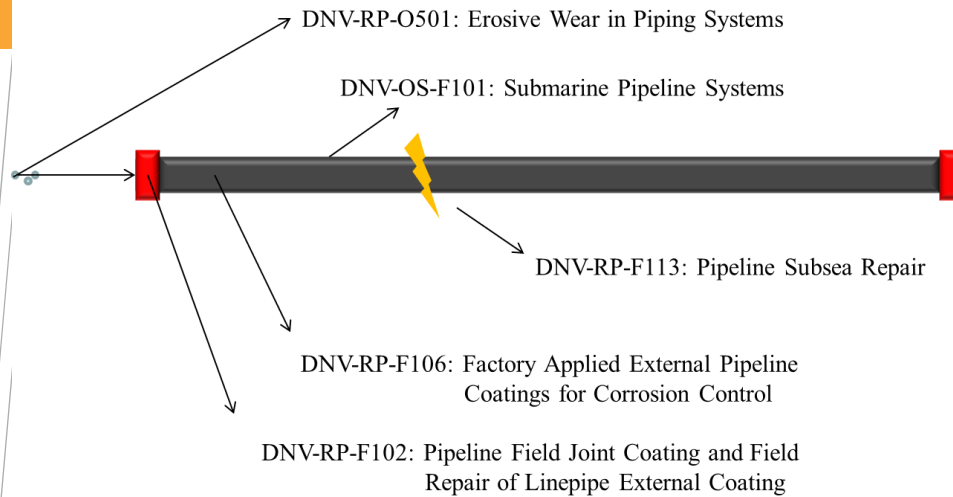 DNV-RP-O501: Erosive Wear in Piping Systems
DNV-OS-F101: Submarine Pipeline Systems
DNV-RP-F113: Pipeline Subsea Repair
DNV-RP-F106: Factory Applied External Pipeline
Coatings for Corrosion Control
DNV-RP-F102: Pipeline Field Joint Coating and Field
Repair of Linepipe External Coating